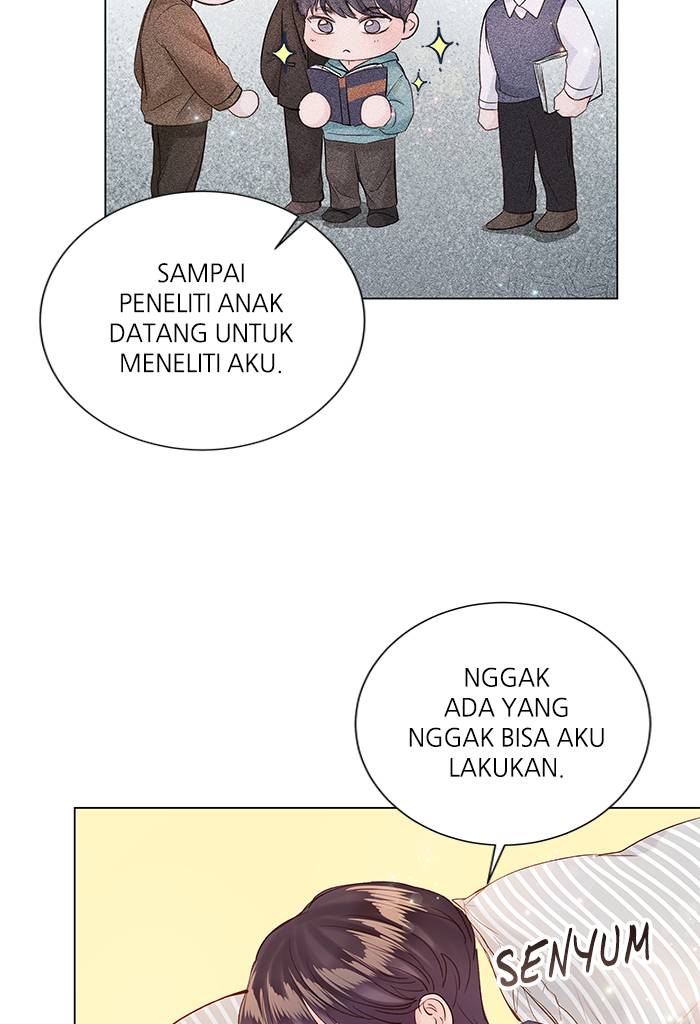 SAMPAI
PENELITI ANAK
DATANG UNTUK
MENELITI AKU.
NGGAK
ADA YANG
NGGAK BISA AKU
LAKUKAN.
SENYUM